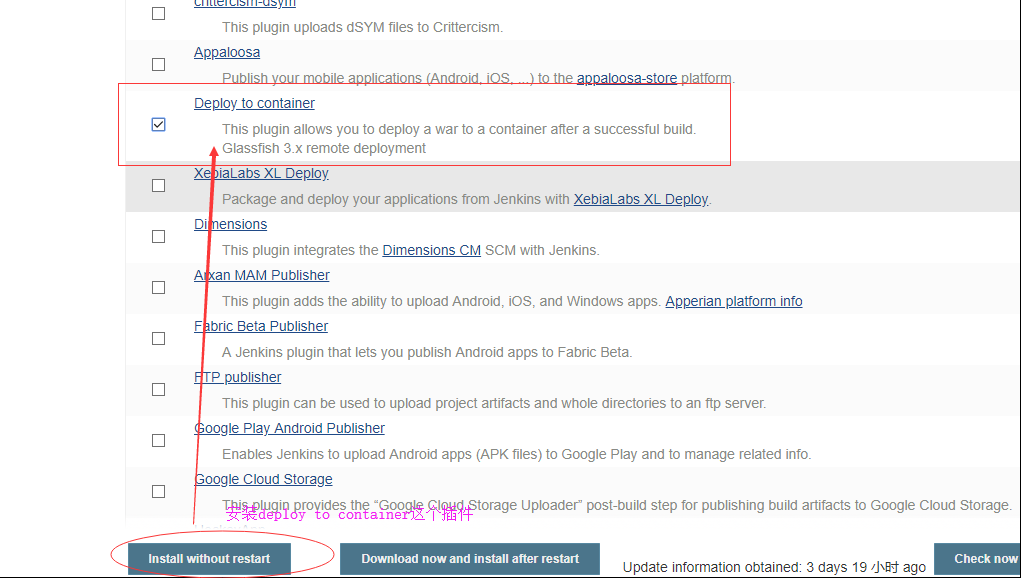 crittercism-dsym
This plugin uploads dSYM files to Crittercism.
Appaloosa
Publish your mobile applications (Android, iOS, ...) to the appaloosa-store platform.
Deploy to container
This plugin allows you to deploy a war to a container after a successful build.
Glassfish 3.x remote deployment
XebiaLabs XL Deploy
Package and deploy your applications from Jenkins with XebiaLabs XL Deploy.
Dimensions
This plugin integrates the Dimensions CM SCM with Jenkins.
Arxan MAM Publisher
This plugin adds the ability to upload Android, iOS, and Windows apps. Apperian platform info
Fabric Beta Publisher
A Jenkins plugin that lets you publish Android apps to Fabric Beta.
FTP publisher
This plugin can be used to upload project artifacts and whole directories to an ftp server.
Google Play Android Publisher
Enables Jenkins to upload Android apps (APK files) to Google Play and to manage related info.
Google Cloud Storage
This plugin provides the “Google Cloud Storage Uploader” post-build step for publishing build artifacts to Google Cloud Storage.
安装deploy to container这个插件
Install without restart
Download now and install after restart
Update information obtained: 3 days 19 小时 ago
Check now